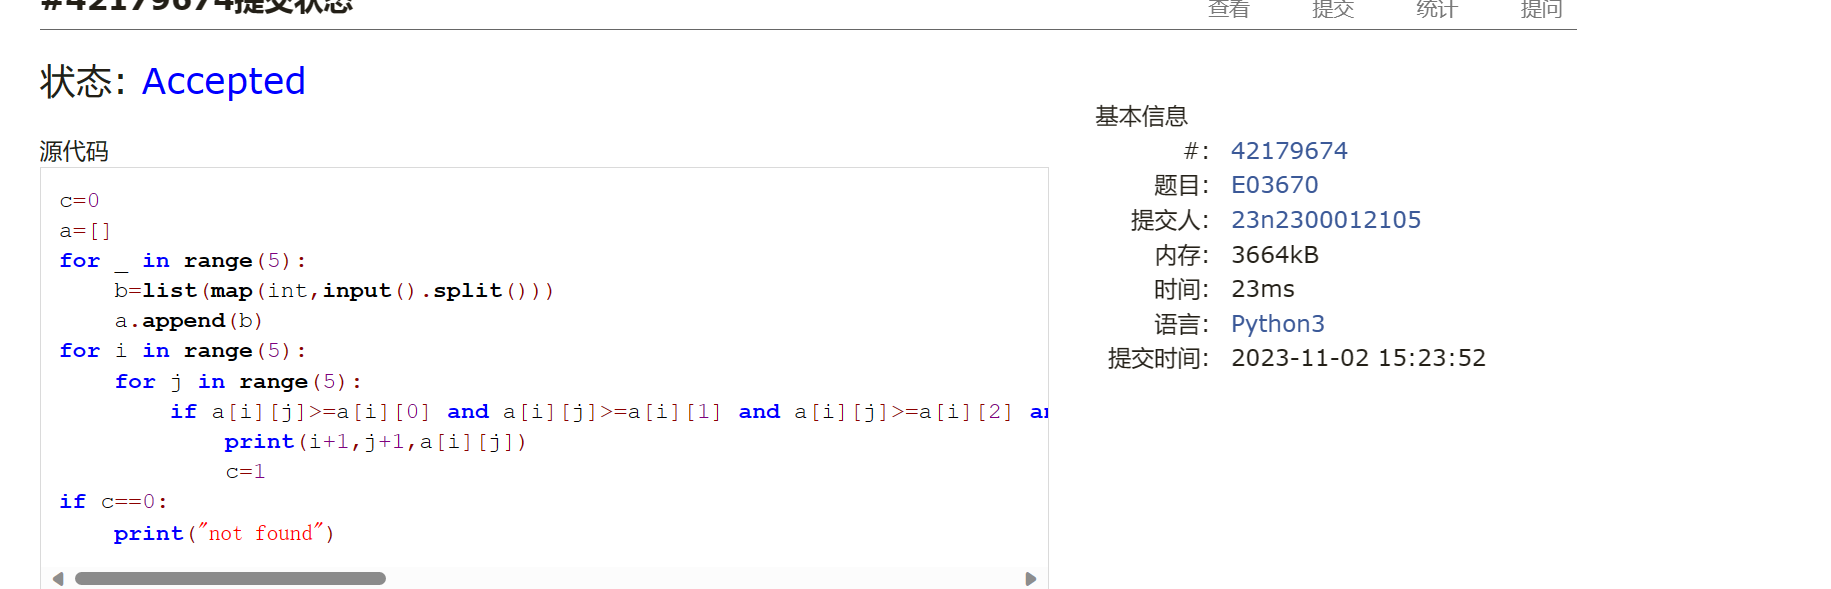 #42179674提交状态
查看 提交 统计 提问
状态: Accepted
源代码
c=0
a=[]
for _ in range(5):
    b=list(map(int,input().split()))
    a.append(b)
for i in range(5):
    for j in range(5):
        if a[i][j]>=a[i][0] and a[i][j]>=a[i][1] and a[i][j]>=a[i][2] an
            print(i+1,j+1,a[i][j])
            c=1
if c==0:
    print("not found")
基本信息
#: 42179674
题目: E03670
提交人: 23n2300012105
内存: 3664kB
时间: 23ms
语言: Python3
提交时间: 2023-11-02 15:23:52